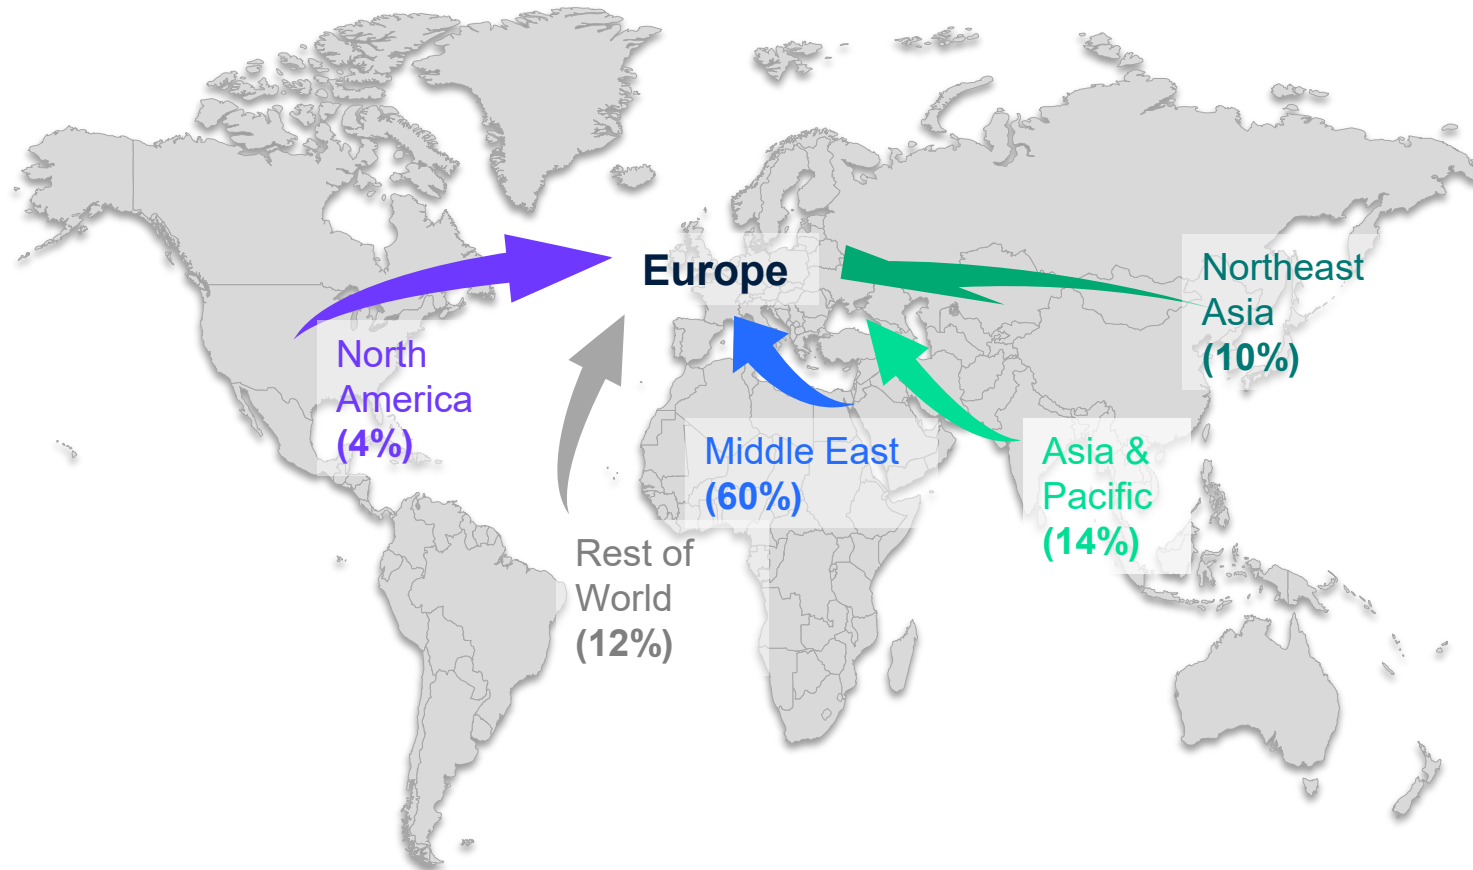 Europe
North
America
(4%)
Northeast
Asia
(10%)
Middle East
(60%)
Asia &
Pacific
(14%)
Rest of
World
(12%)